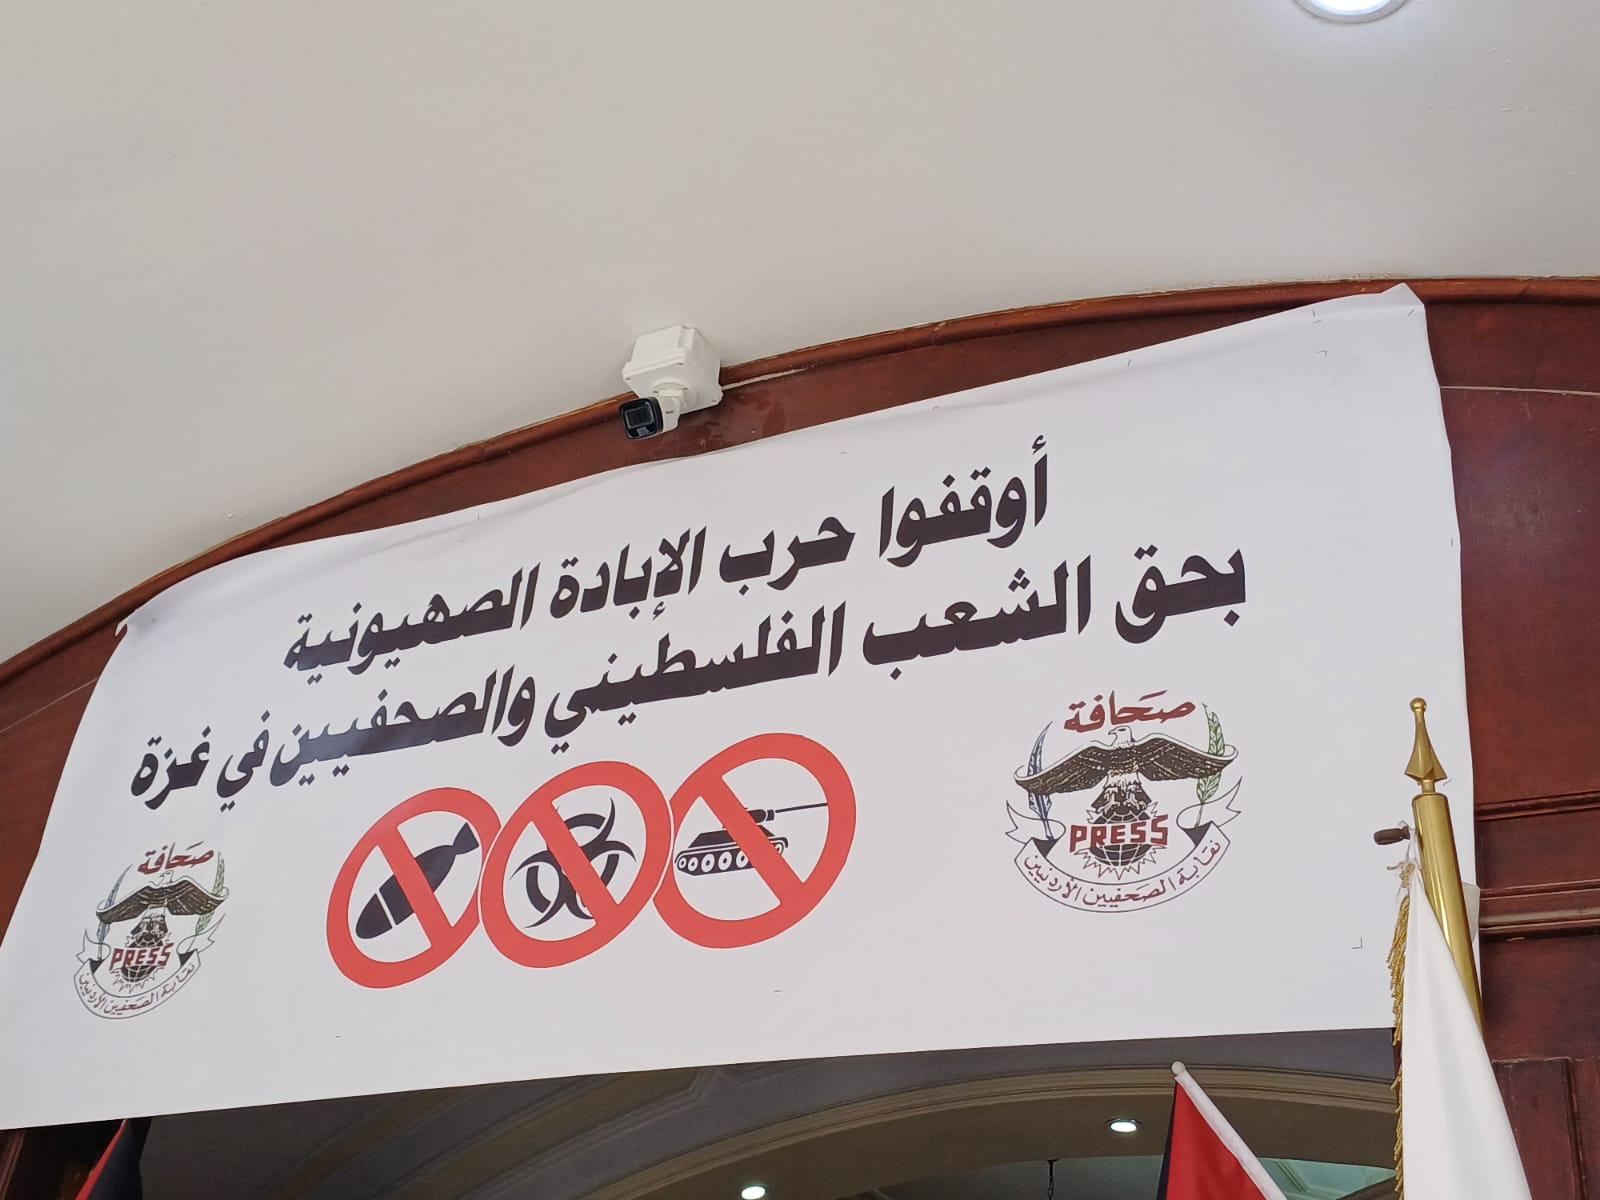 أوقفوا حرب الإبادة الصهيونية
بحق الشعب الفلسطيني والصحفيين في غزة
صحافة
PRESS
نقابة الصحفيين الأردنيين
صحافة
PRESS
نقابة الصحفيين الأردنيين